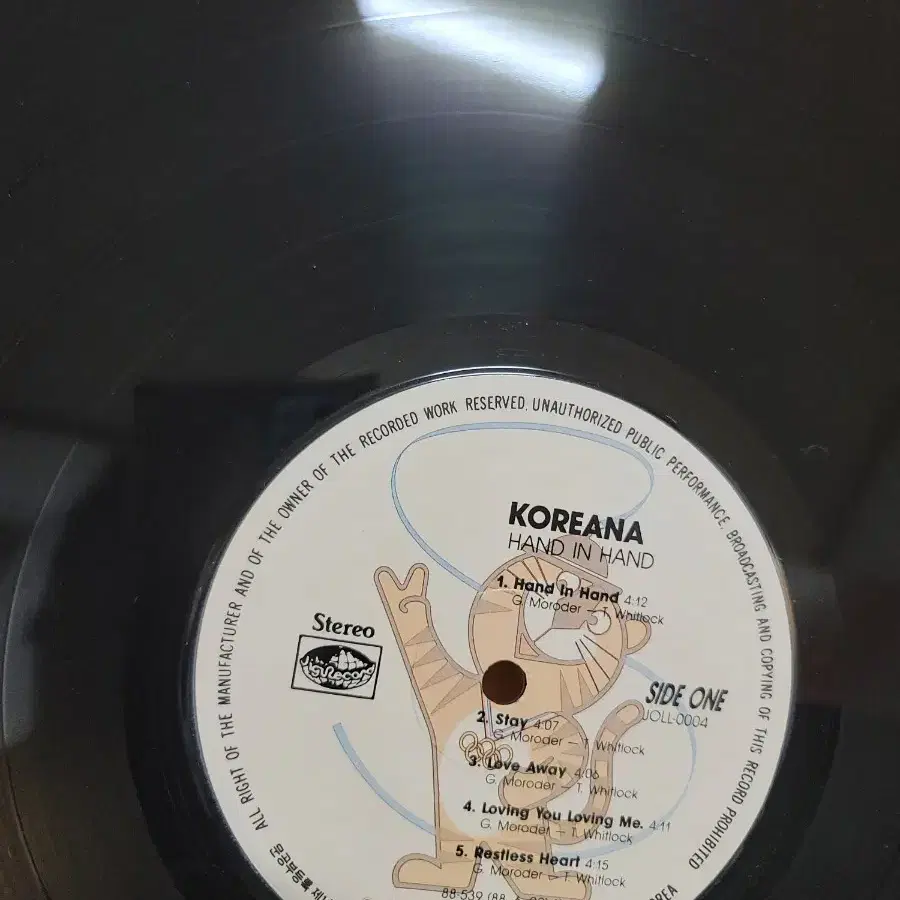 ALL RIGHT OF THE MANUFACTURER AND OF THE OWNER OF THE RECORDED WORK RESERVED. UNAUTHORIZED PUBLIC PERFORMANCE. BROADCASTING AND COPYING OF THIS RECORD PROHIBITED
KOREANA
HAND IN HAND
1. Hand In Hand 4:12
G. Moroder – T. Whitlock
Stereo
SIDE ONE
JOLL-0004
2. Stay 4:07
G. Moroder – T. Whitlock
3. Love Away 4:06
G. Moroder – T. Whitlock
4. Loving You Loving Me. 4:11
G. Moroder – T. Whitlock
5. Restless Heart 4:15
G. Moroder – T. Whitlock